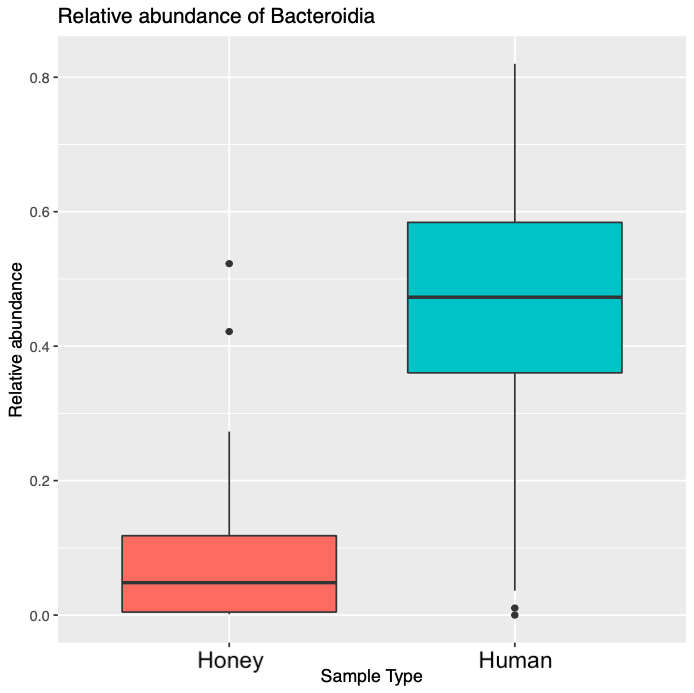 Relative abundance of Bacteroidia
Relative abundance
0.8
0.6
0.4
0.2
0.0
Honey
Human
Sample Type